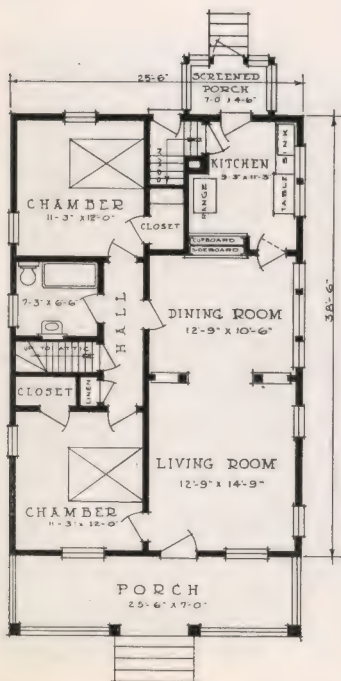 25'-6"
SCREENED
PORCH
7'-0" x 4'-6"
KITCHEN
9'-3" x 11'-3"
SINK
TABLE
RANGE
CHAMBER
11'-3" x 12'-0"
CLOSET
CUPBOARD
SIDEBOARD
38'-6"
7'-3" x 6'-6"
HALL
DINING ROOM
12'-9" x 10'-6"
UP TO ATTIC
CLOSET
LINEN
LIVING ROOM
12'-9" x 14'-9"
CHAMBER
11'-3" x 12'-0"
PORCH
25'-6" x 7'-0"